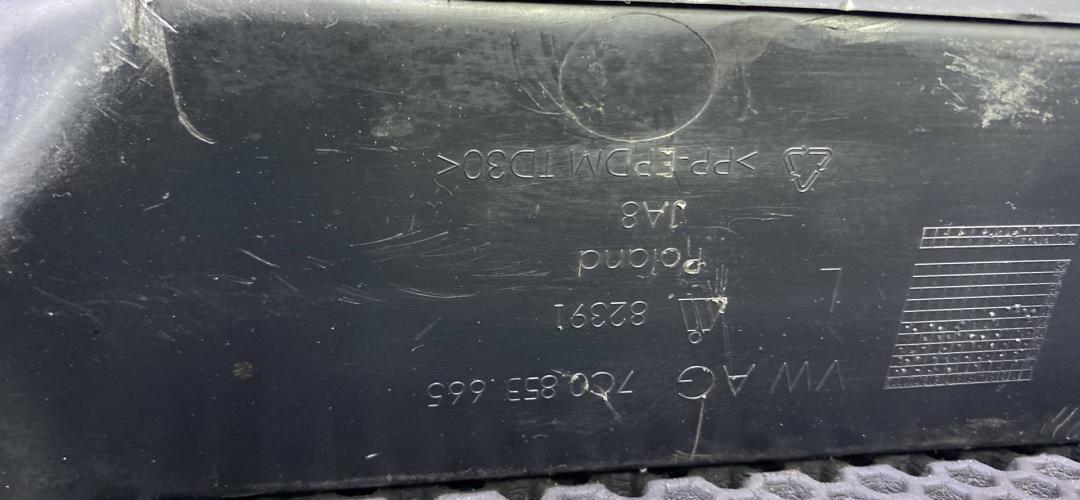 VW AG 7C0.853.665
82391
L
Poland
JA8
>PP-EPDM TD30<